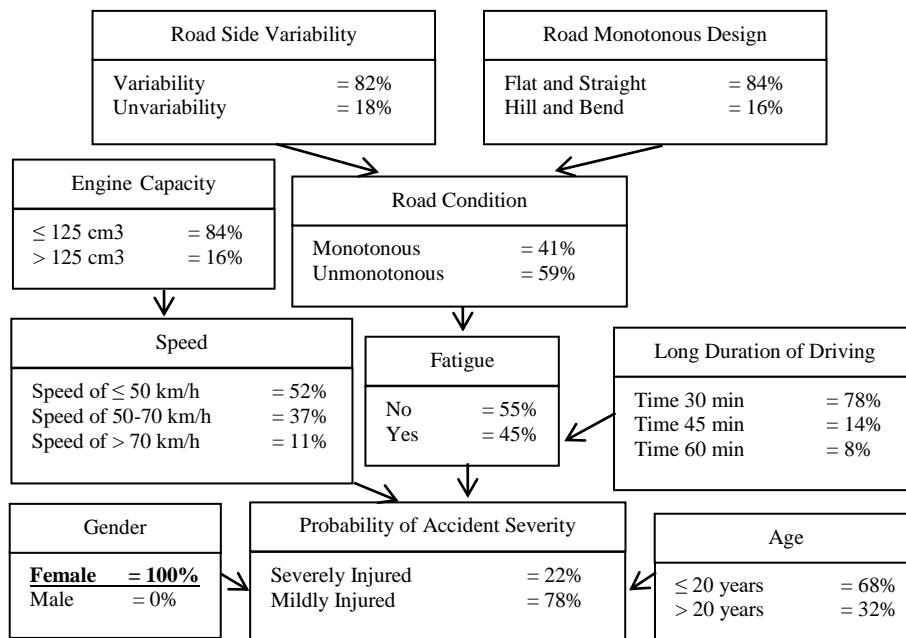 Road Side Variability
Variability = 82%
Unvariability = 18%
Road Monotonous Design
Flat and Straight = 84%
Hill and Bend = 16%
Engine Capacity
≤ 125 cm3 = 84%
> 125 cm3 = 16%
Road Condition
Monotonous = 41%
Unmonotonous = 59%
Speed
Speed of ≤ 50 km/h = 52%
Speed of 50-70 km/h = 37%
Speed of > 70 km/h = 11%
Fatigue
No = 55%
Yes = 45%
Long Duration of Driving
Time 30 min = 78%
Time 45 min = 14%
Time 60 min = 8%
Gender
Female = 100%
Male = 0%
Probability of Accident Severity
Severely Injured = 22%
Mildly Injured = 78%
Age
≤ 20 years = 68%
> 20 years = 32%